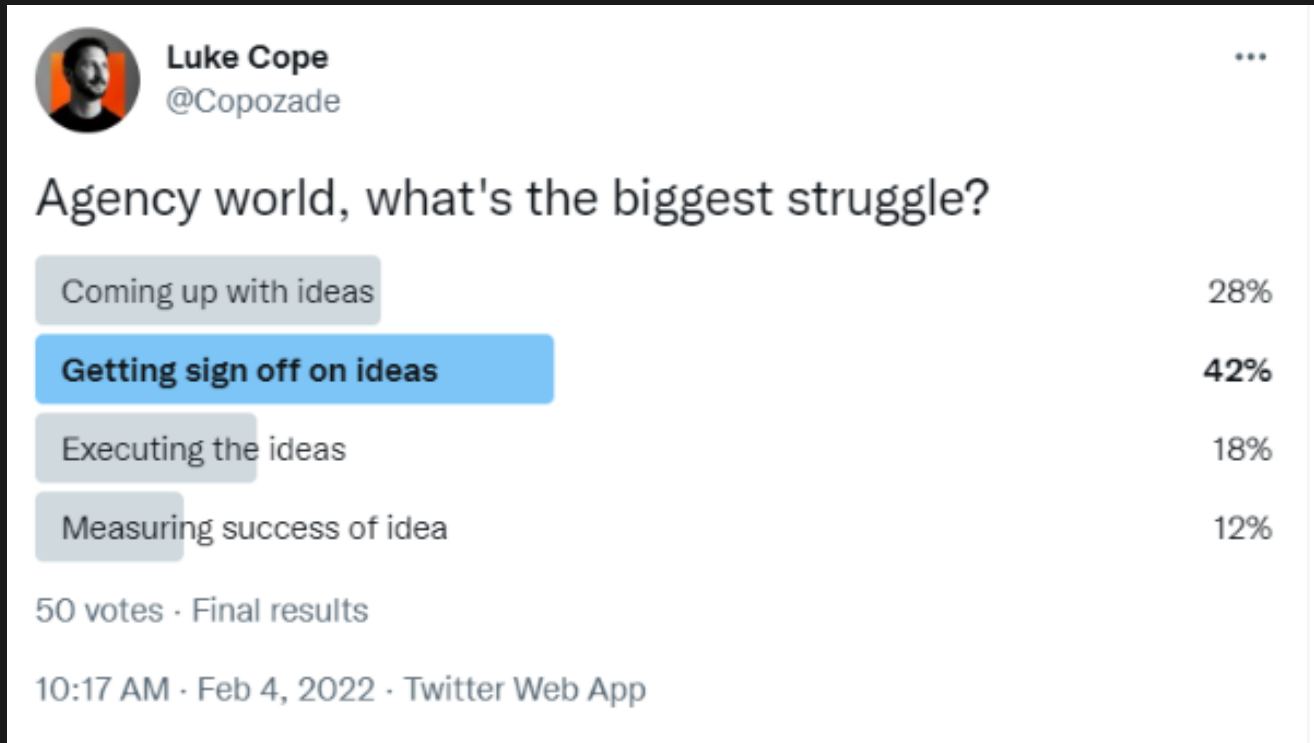 Luke Cope
@Copozade
Agency world, what's the biggest struggle?
Coming up with ideas 28%
Getting sign off on ideas 42%
Executing the ideas 18%
Measuring success of idea 12%
50 votes · Final results
10:17 AM · Feb 4, 2022 · Twitter Web App